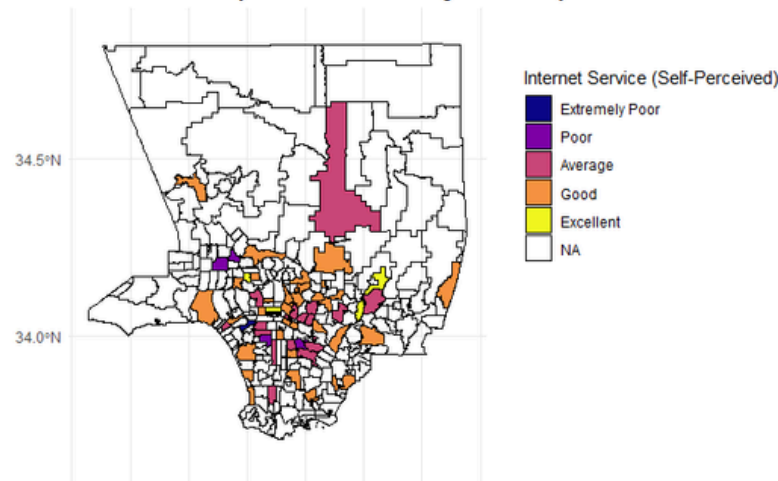 Internet Service (Self-Perceived)
Extremely Poor
Poor
Average
Good
Excellent
NA
34.5°N
34.0°N